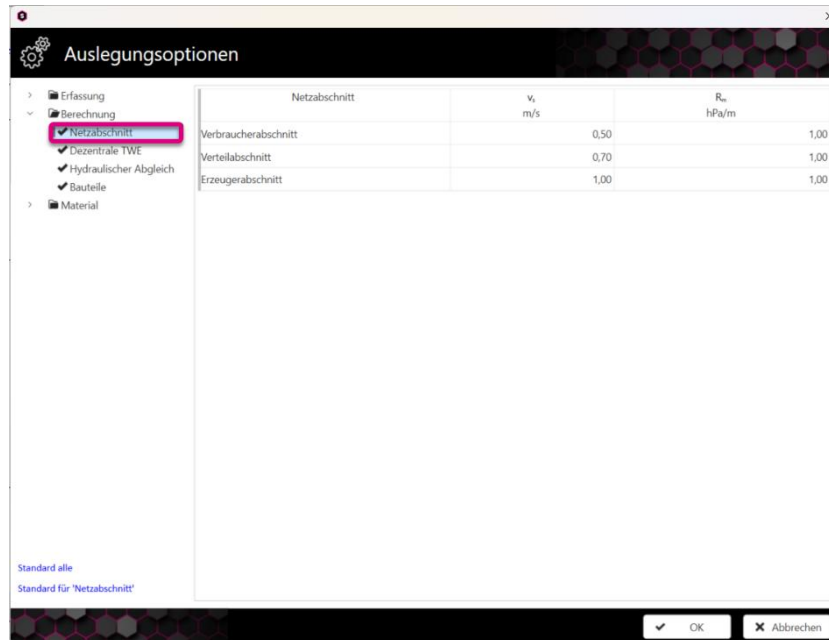 Auslegungsoptionen
Erfassung
Berechnung
Netzabschnitt
Dezentrale TWE
Hydraulischer Abgleich
Bauteile
Material
Netzabschnitt vₛ Rₘ
m/s hPa/m
Verbraucherabschnitt 0,50 1,00
Verteilabschnitt 0,70 1,00
Erzeugerabschnitt 1,00 1,00
Standard alle
Standard für 'Netzabschnitt'
OK Abbrechen